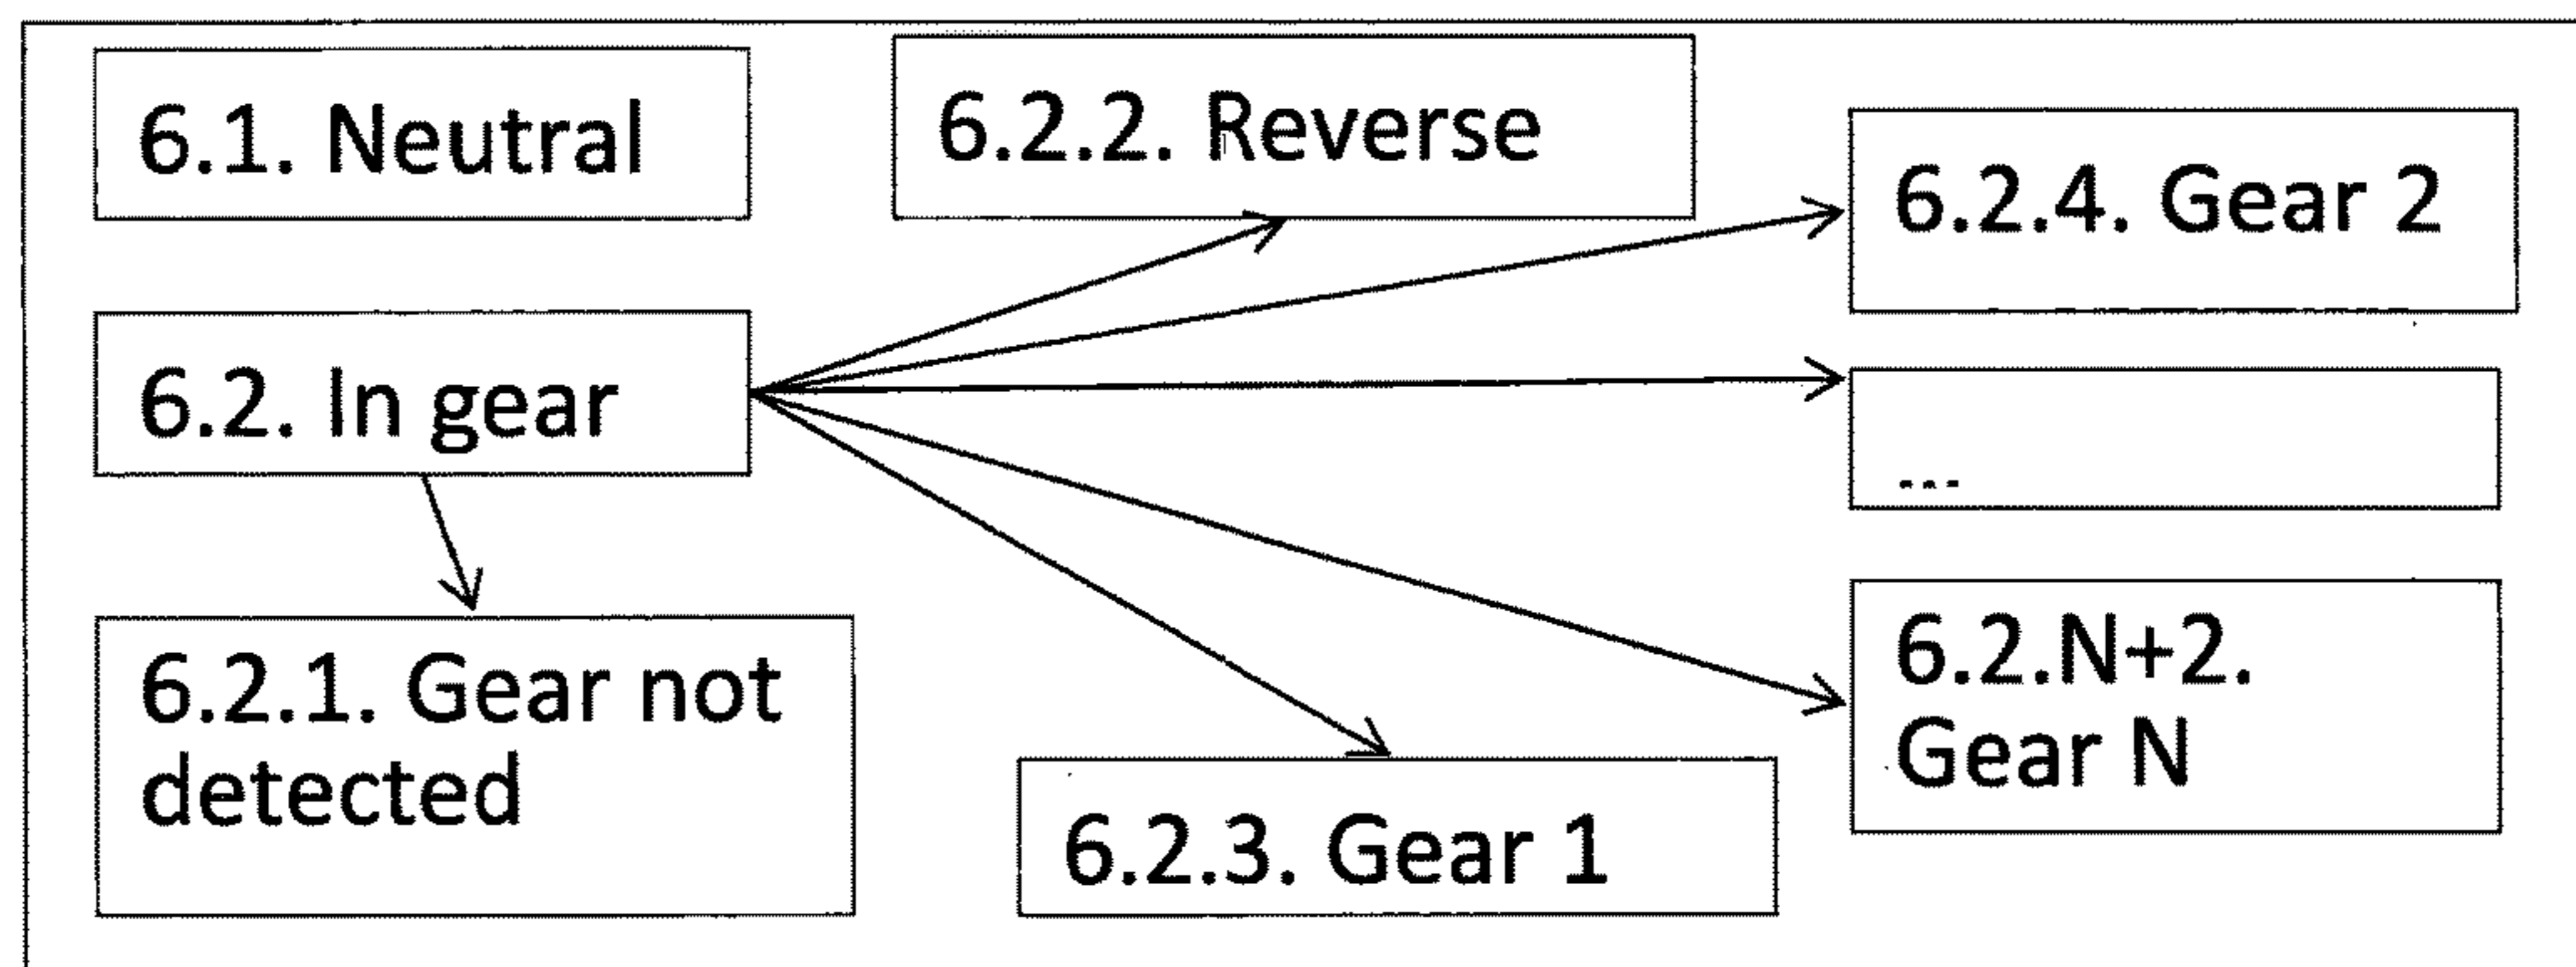 6.1. Neutral
6.2.2. Reverse
6.2.4. Gear 2
6.2. In gear
...
6.2.1. Gear not
detected
6.2.3. Gear 1
6.2.N+2.
Gear N